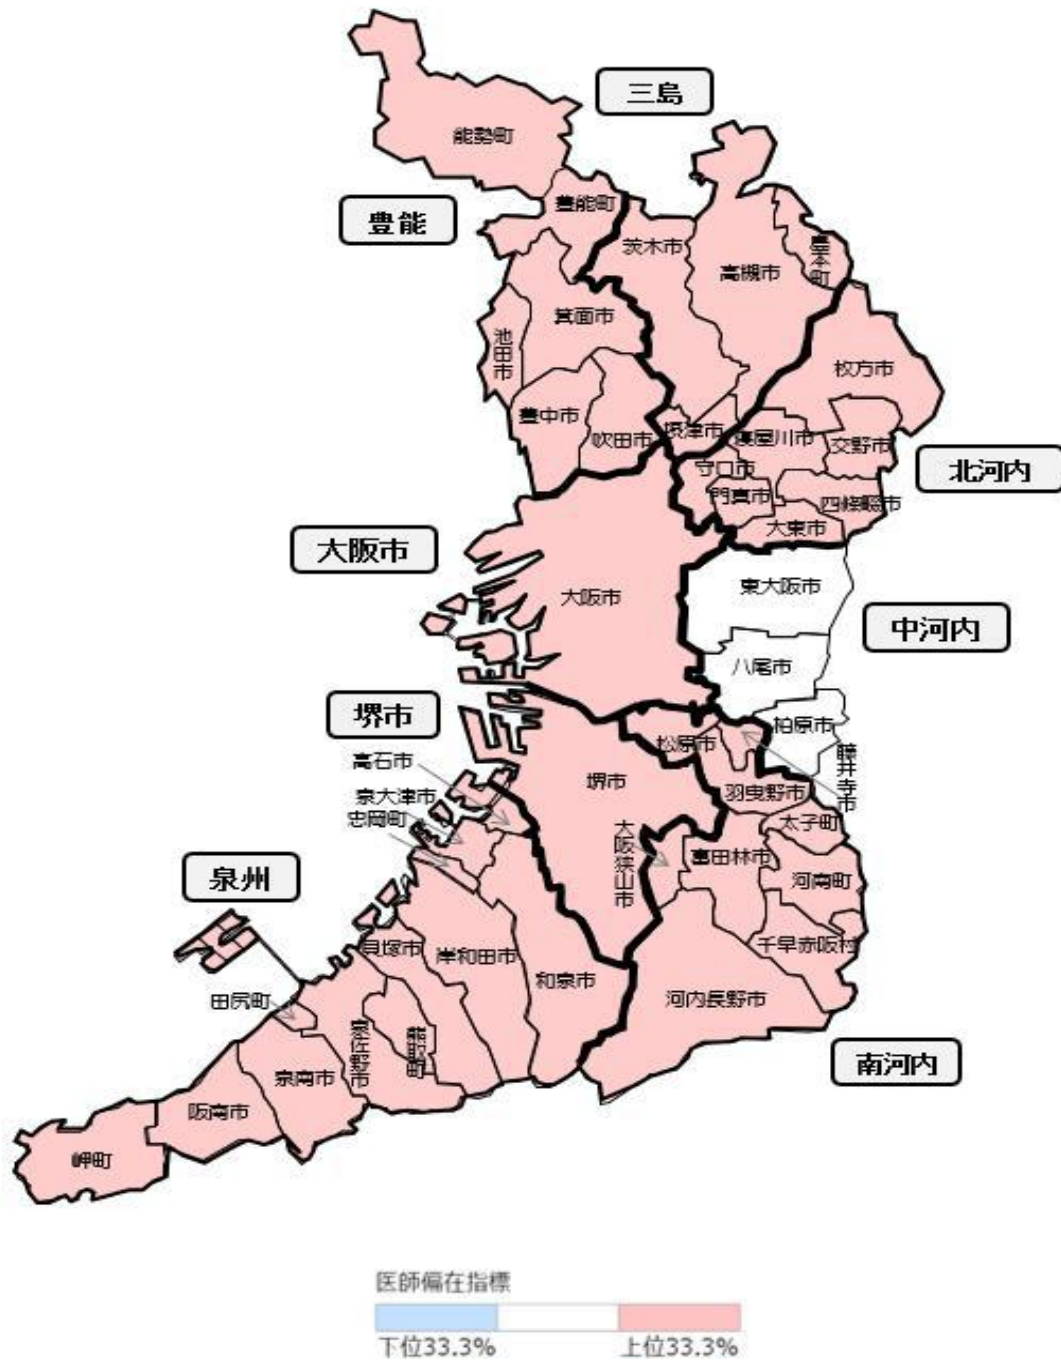 三島
能勢町
豊能町
豊能
茨木市
高槻市
島本町
箕面市
池田市
枚方市
豊中市
吹田市
摂津市
寝屋川市
交野市
北河内
守口市
門真市
四條畷市
大東市
大阪市
大阪市
東大阪市
中河内
八尾市
堺市
柏原市
松原市
藤井寺市
高石市
堺市
羽曳野市
泉大津市
忠岡町
太子町
大阪狭山市
富田林市
泉州
河南町
千早赤阪村
貝塚市
岸和田市
和泉市
河内長野市
田尻町
泉佐野市
熊取町
南河内
泉南市
阪南市
岬町
医師偏在指標
下位33.3%
上位33.3%